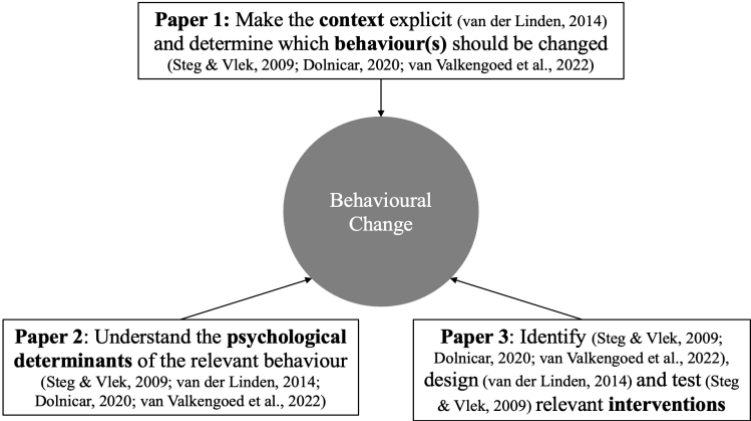 Paper 1: Make the context explicit (van der Linden, 2014)
and determine which behaviour(s) should be changed
(Steg & Vlek, 2009; Dolnicar, 2020; van Valkengoed et al., 2022)
Behavioural
Change
Paper 2: Understand the psychological
determinants of the relevant behaviour
(Steg & Vlek, 2009; van der Linden, 2014;
Dolnicar, 2020; van Valkengoed et al., 2022)
Paper 3: Identify (Steg & Vlek, 2009;
Dolnicar, 2020; van Valkengoed et al., 2022),
design (van der Linden, 2014) and test (Steg
& Vlek, 2009) relevant interventions